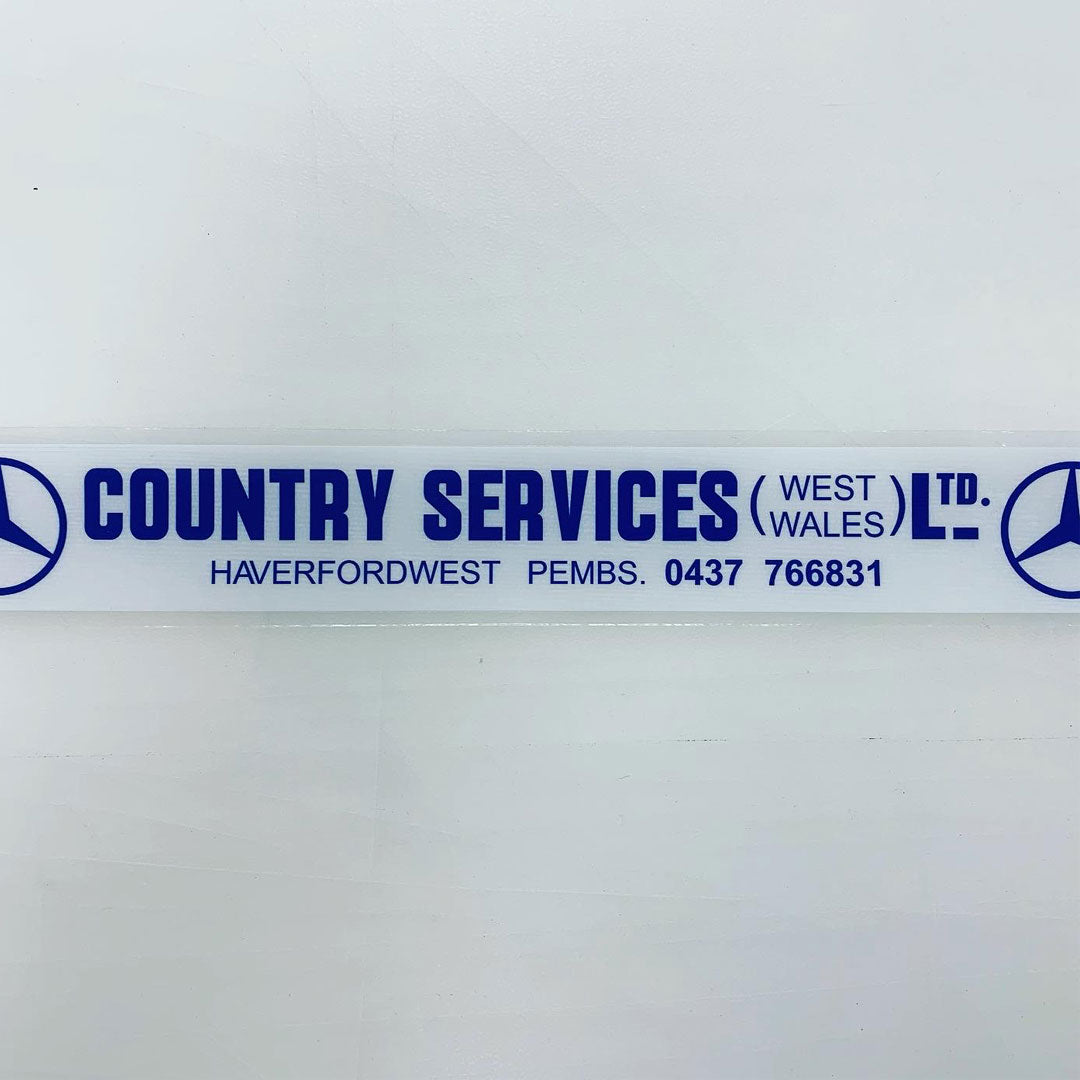 COUNTRY SERVICES (WEST WALES) LTD.
HAVERFORDWEST PEMBS. 0437 766831